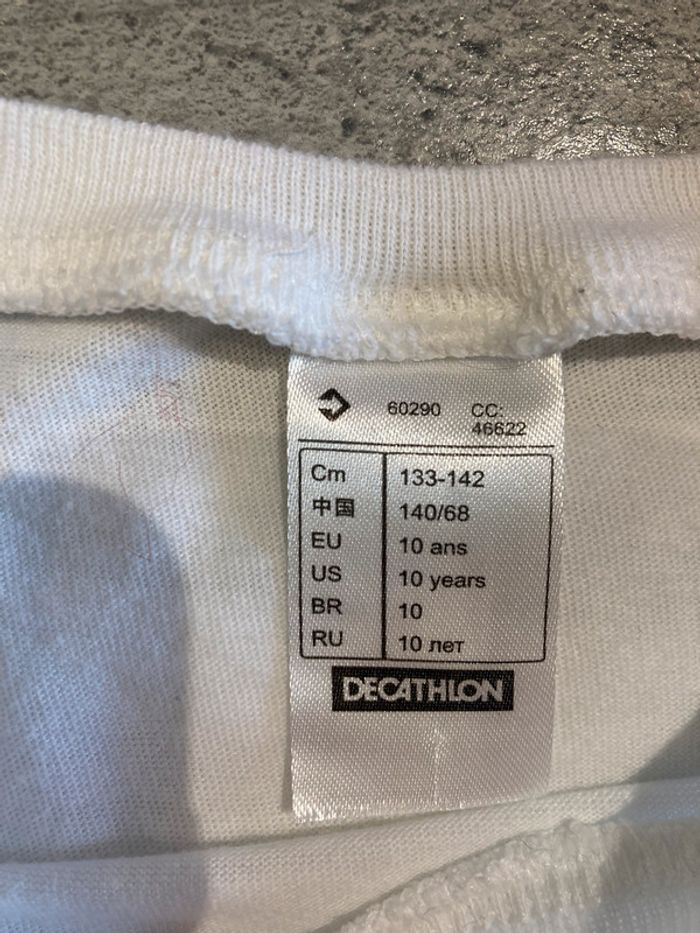 60290 CC:
46622
Cm 133-142
中国 140/68
EU 10 ans
US 10 years
BR 10
RU 10 лет
DECATHLON